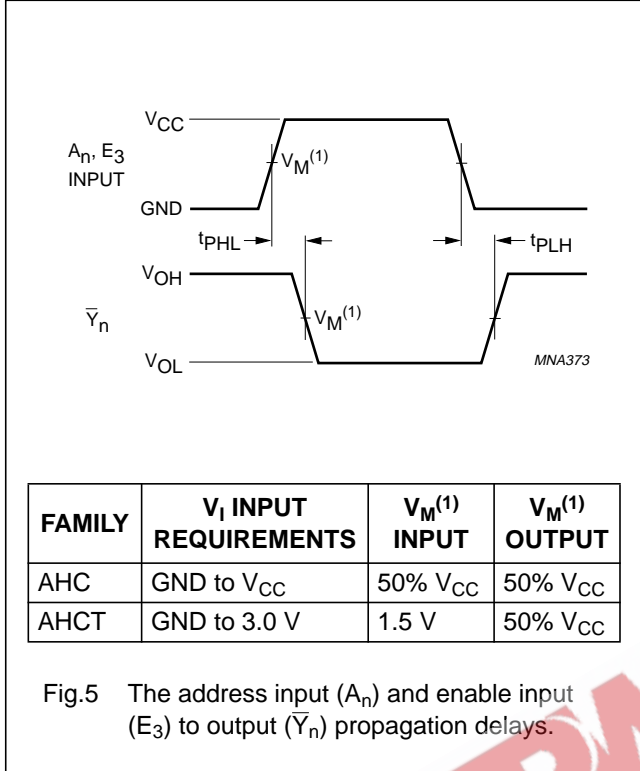 VCC
An, E3
INPUT
VM(1)
GND
tPHL
tPLH
VOH
Y̅n
VM(1)
VOL
MNA373
FAMILY VI INPUT REQUIREMENTS VM(1) INPUT VM(1) OUTPUT
AHC GND to VCC 50% VCC 50% VCC
AHCT GND to 3.0 V 1.5 V 50% VCC
Fig.5 The address input (An) and enable input
(E3) to output (Y̅n) propagation delays.